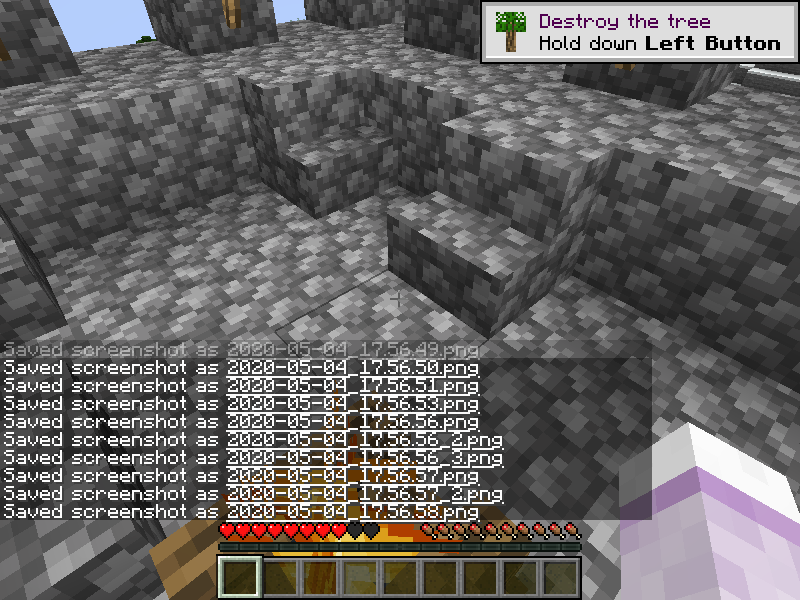 Destroy the tree
Hold down Left Button
Saved screenshot as 2020-05-04_17.56.49.png
Saved screenshot as 2020-05-04_17.56.50.png
Saved screenshot as 2020-05-04_17.56.51.png
Saved screenshot as 2020-05-04_17.56.53.png
Saved screenshot as 2020-05-04_17.56.56.png
Saved screenshot as 2020-05-04_17.56.56_2.png
Saved screenshot as 2020-05-04_17.56.56_3.png
Saved screenshot as 2020-05-04_17.56.57.png
Saved screenshot as 2020-05-04_17.56.57_2.png
Saved screenshot as 2020-05-04_17.56.58.png